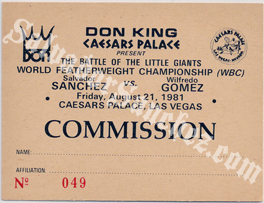 DON KING
CAESARS PALACE
PRESENT
THE BATTLE OF THE LITTLE GIANTS
WORLD FEATHERWEIGHT CHAMPIONSHIP (WBC)
Salvador Wilfredo
SANCHEZ VS. GOMEZ
Friday, August 21, 1981
CAESARS PALACE, LAS VEGAS
COMMISSION
NAME:
AFFILIATION:
Nº 049